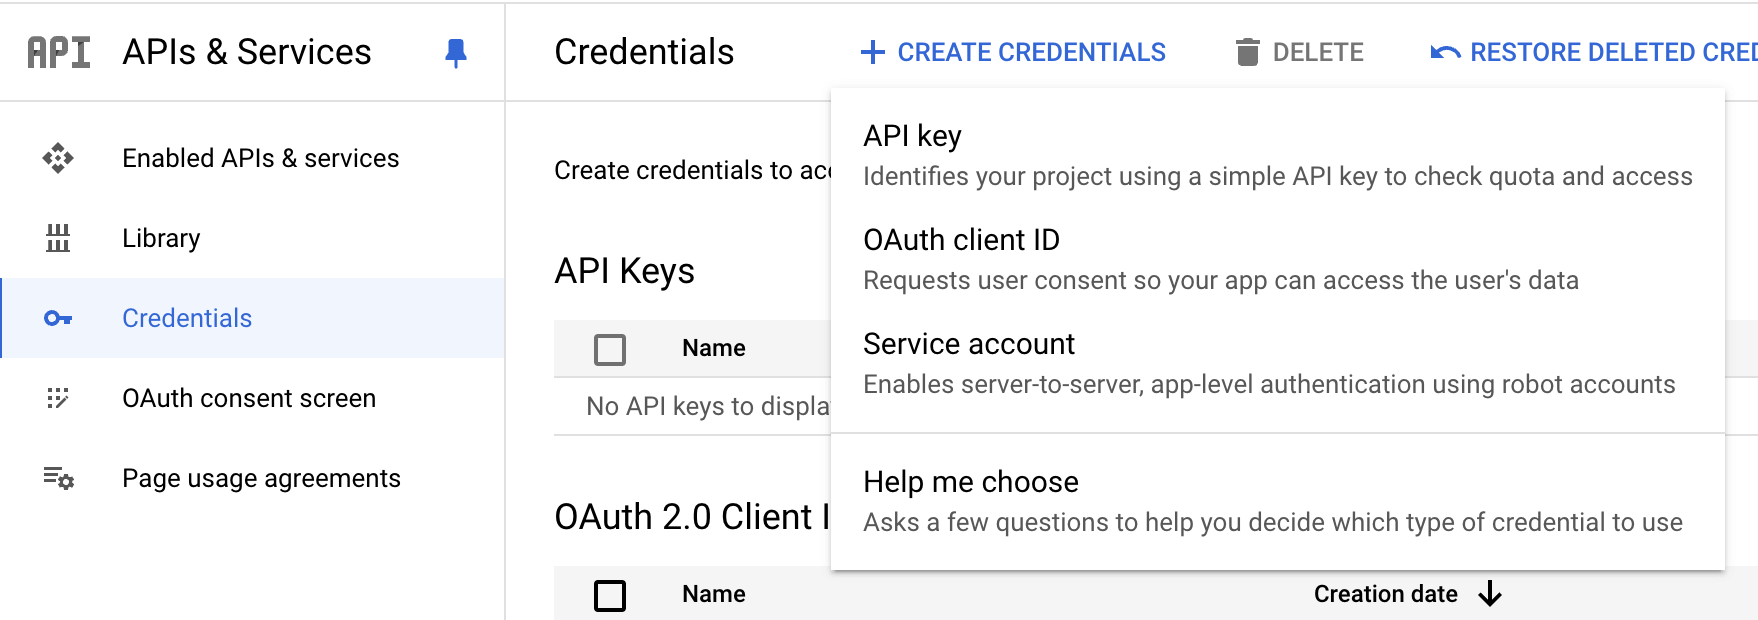 API APIs & Services
Enabled APIs & services
Library
Credentials
OAuth consent screen
Page usage agreements
Credentials
CREATE CREDENTIALS
DELETE
RESTORE DELETED
Create credentials to
API key
Identifies your project using a simple API key to check quota and access
OAuth client ID
Requests user consent so your app can access the user's data
Service account
Enables server-to-server, app-level authentication using robot accounts
Help me choose
Asks a few questions to help you decide which type of credential to use
API Keys
Name
No API keys to
OAuth 2.0 Client
Name
Creation date